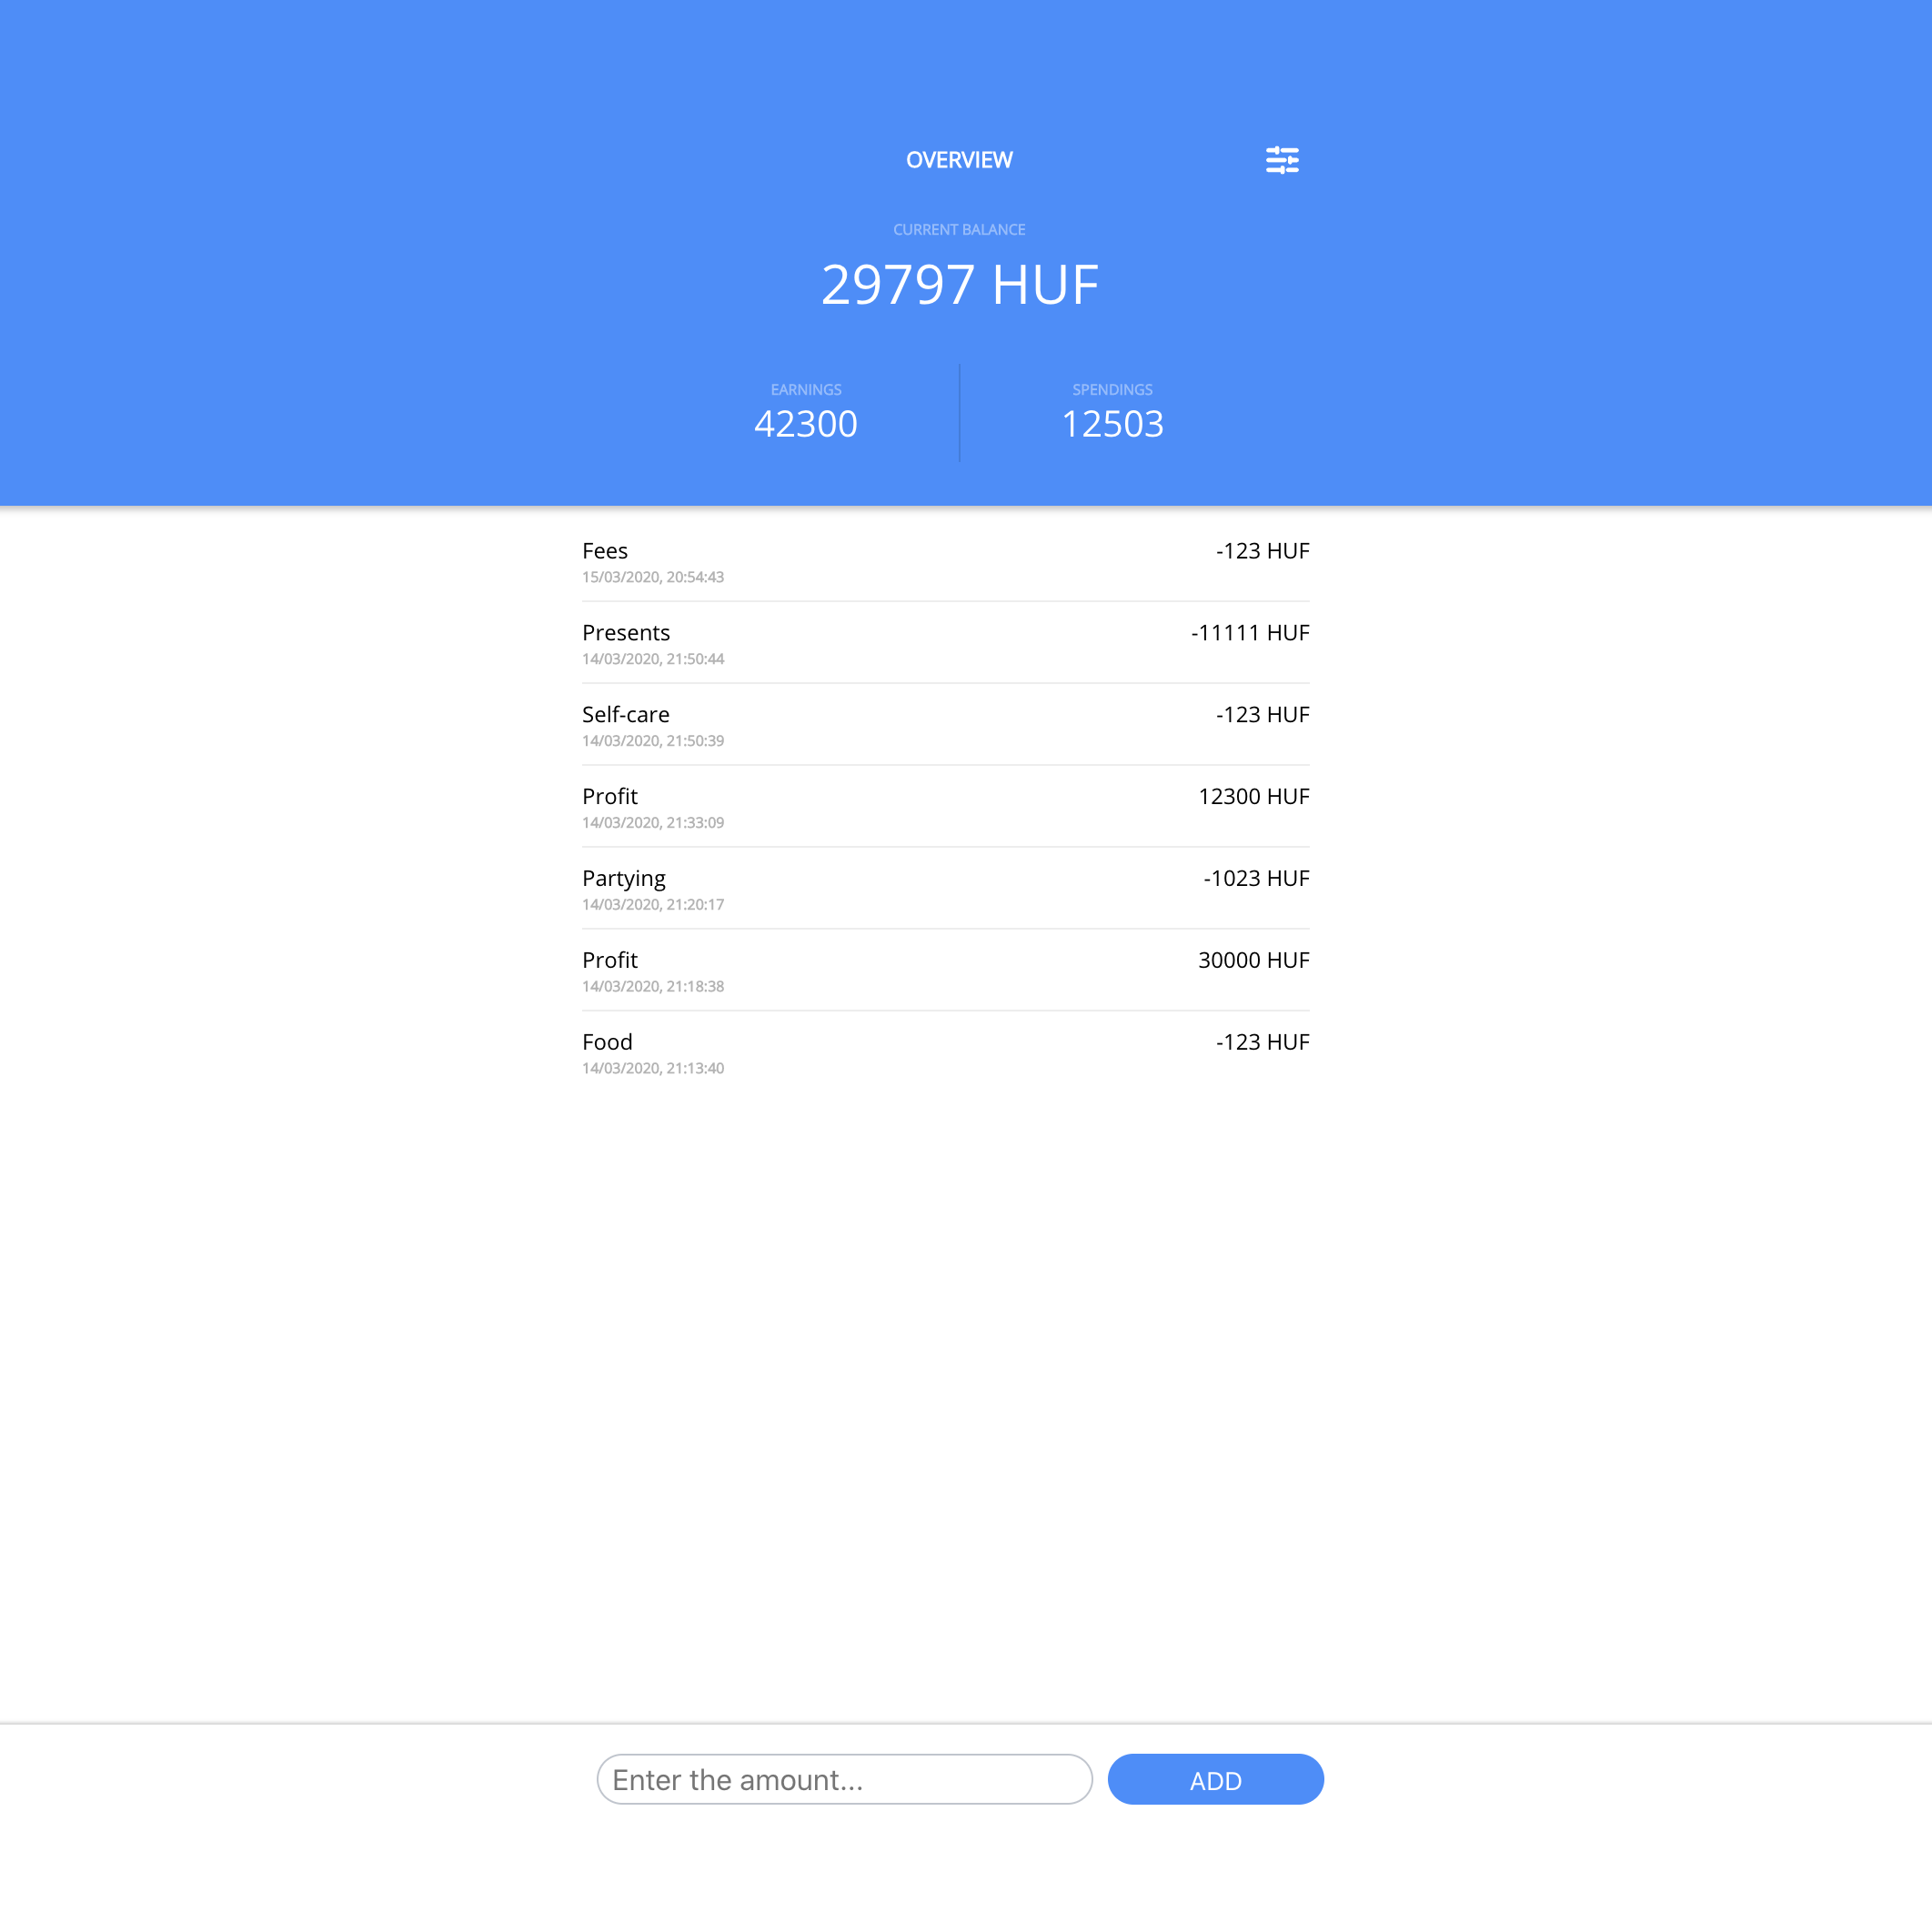 OVERVIEW
CURRENT BALANCE
29797 HUF
EARNINGS
42300
SPENDINGS
12503
Fees
-123 HUF
15/03/2020, 20:54:43
Presents
-11111 HUF
14/03/2020, 21:50:44
Self-care
-123 HUF
14/03/2020, 21:50:39
Profit
12300 HUF
14/03/2020, 21:33:09
Partying
-1023 HUF
14/03/2020, 21:20:17
Profit
30000 HUF
14/03/2020, 21:18:38
Food
-123 HUF
14/03/2020, 21:13:40
Enter the amount...
ADD